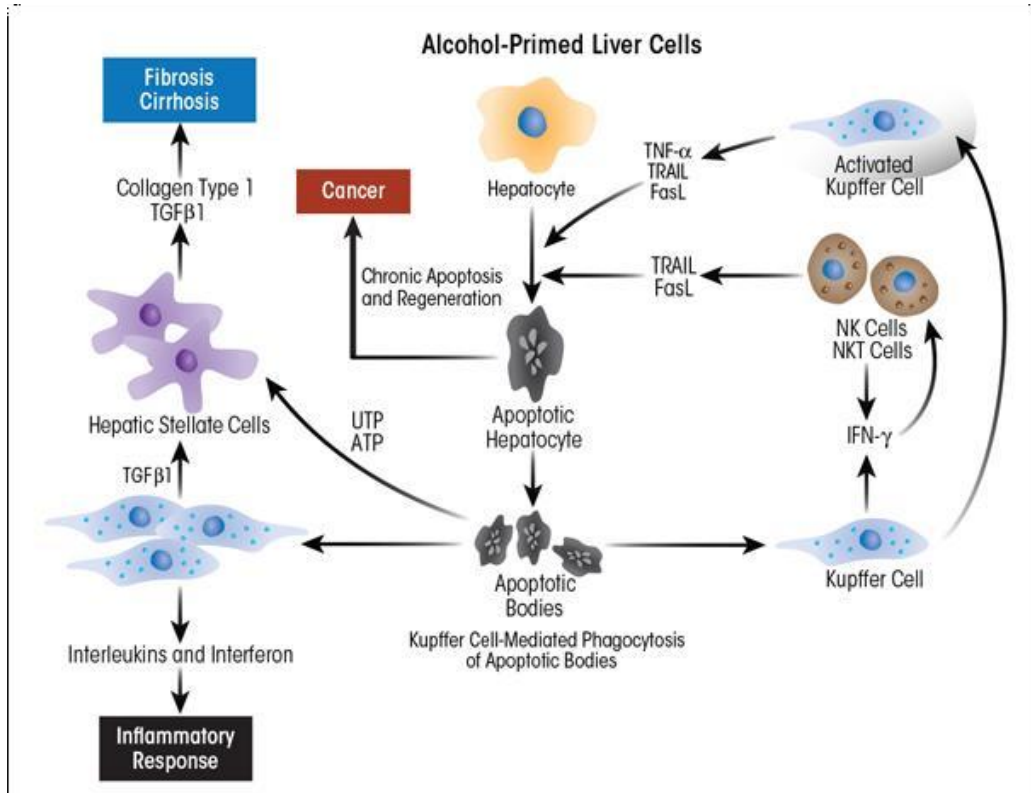 Alcohol-Primed Liver Cells
Fibrosis
Cirrhosis
Collagen Type 1
TGFβ1
Hepatic Stellate Cells
TGFβ1
Interleukins and Interferon
Inflammatory
Response
Cancer
Chronic Apoptosis
and Regeneration
UTP
ATP
Hepatocyte
Apoptotic
Hepatocyte
Apoptotic
Bodies
Kupffer Cell-Mediated Phagocytosis
of Apoptotic Bodies
TNF-α
TRAIL
FasL
Activated
Kupffer Cell
TRAIL
FasL
NK Cells
NKT Cells
IFN-γ
Kupffer Cell